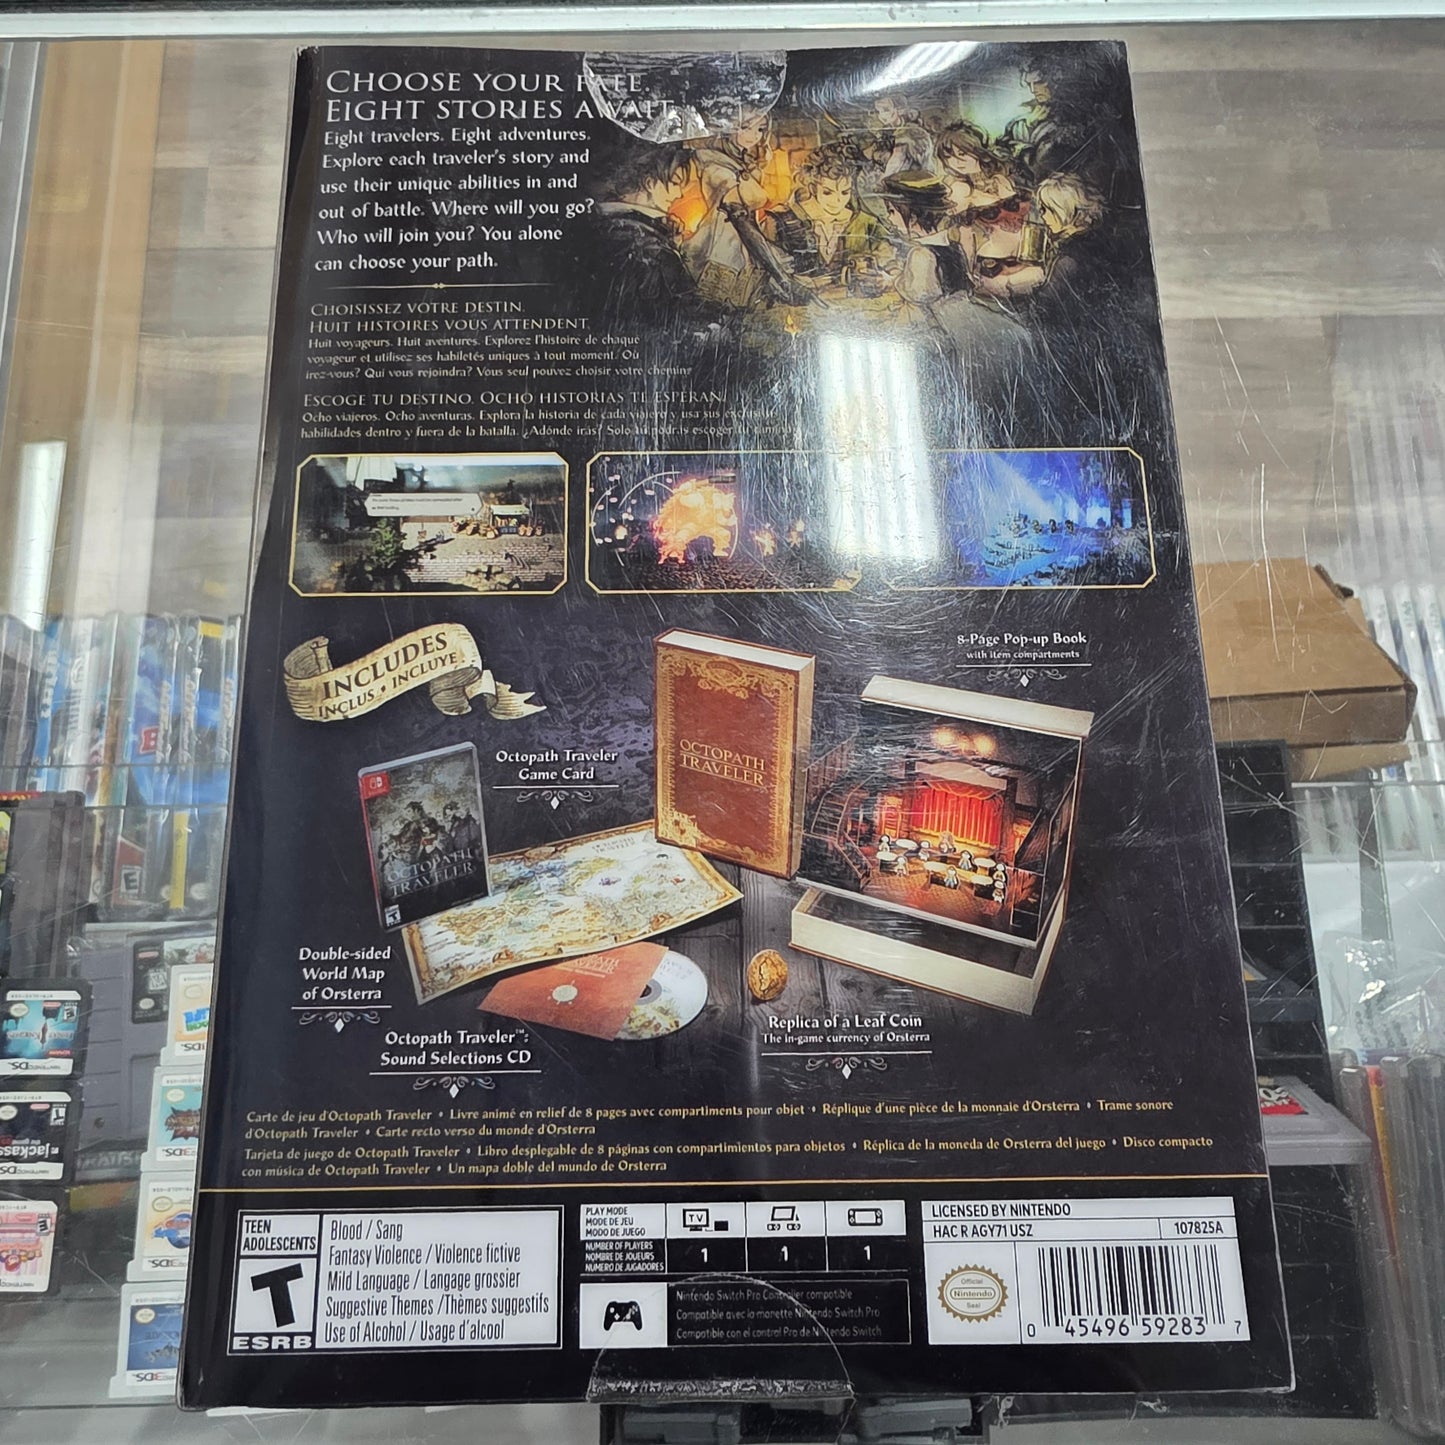 CHOOSE YOUR FATE.
EIGHT STORIES AWAIT.
Eight travelers. Eight adventures.
Explore each traveler's story and
use their unique abilities in and
out of battle. Where will you go?
Who will join you? You alone
can choose your path.
CHOISISSEZ VOTRE DESTIN.
HUIT HISTOIRES VOUS ATTENDENT.
Huit voyageurs. Huit aventures. Explorez l'histoire de chaque
voyageur et utilisez ses habiletés uniques à tout moment. Où
irez-vous? Qui vous rejoindra? Vous seul pouvez choisir votre chemin.
ESCOGE TU DESTINO. OCHO HISTORIAS TE ESPERAN.
Ocho viajeros. Ocho aventuras. Explora la historia de cada viajero y usa sus exclusivas
habilidades dentro y fuera de la batalla. ¿Adónde irás? Solo tú podrás escoger tu camino.
INCLUDES
INCLUS • INCLUYE
8-Page Pop-up Book
with item compartments
Octopath Traveler
Game Card
OCTOPATH
TRAVELER
OCTOPATH
TRAVELER
Double-sided
World Map
of Orsterra
Octopath Traveler™:
Sound Selections CD
Replica of a Leaf Coin
The in-game currency of Orsterra
Carte de jeu d'Octopath Traveler • Livre animé en relief de 8 pages avec compartiments pour objet • Réplique d'une pièce de la monnaie d'Orsterra • Trame sonore
d'Octopath Traveler • Carte recto verso du monde d'Orsterra
Tarjeta de juego de Octopath Traveler • Libro desplegable de 8 páginas con compartimientos para objetos • Réplica de la moneda de Orsterra del juego • Disco compacto
con música de Octopath Traveler • Un mapa doble del mundo de Orsterra
TEEN
ADOLESCENTS
T
ESRB
Blood / Sang
Fantasy Violence / Violence fictive
Mild Language / Langage grossier
Suggestive Themes / Thèmes suggestifs
Use of Alcohol / Usage d'alcool
PLAY MODE
MODE DE JEU
MODO DE JUEGO
TV
NUMBER OF PLAYERS
NOMBRE DE JOUEURS
NÚMERO DE JUGADORES
1 1 1
Nintendo Switch Pro Controller compatible
Compatible avec la manette Nintendo Switch Pro
Compatible con el control Pro de Nintendo Switch
LICENSED BY NINTENDO
HAC R AGY71 USZ 107825A
Official
Nintendo
Seal
0 45496 59283 7
jackass